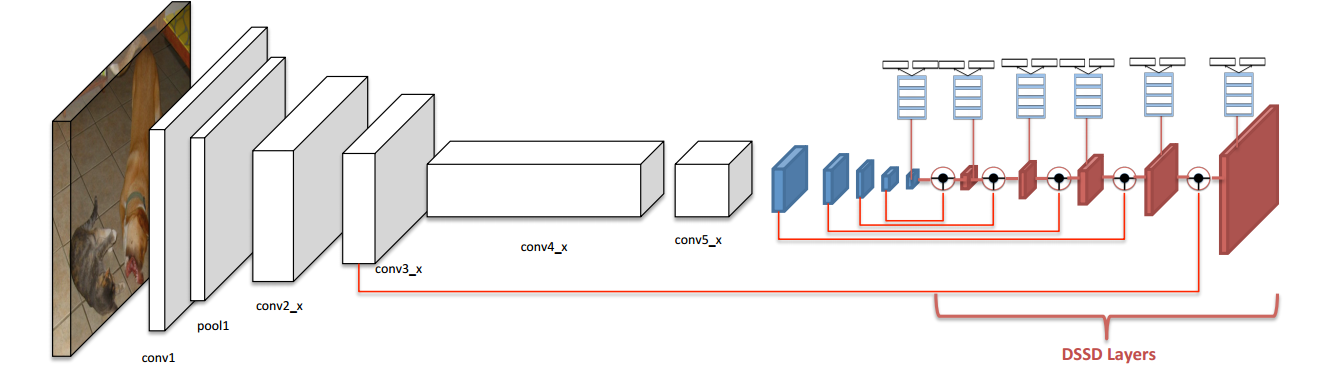 conv1
pool1
conv2_x
conv3_x
conv4_x
conv5_x
DSSD Layers